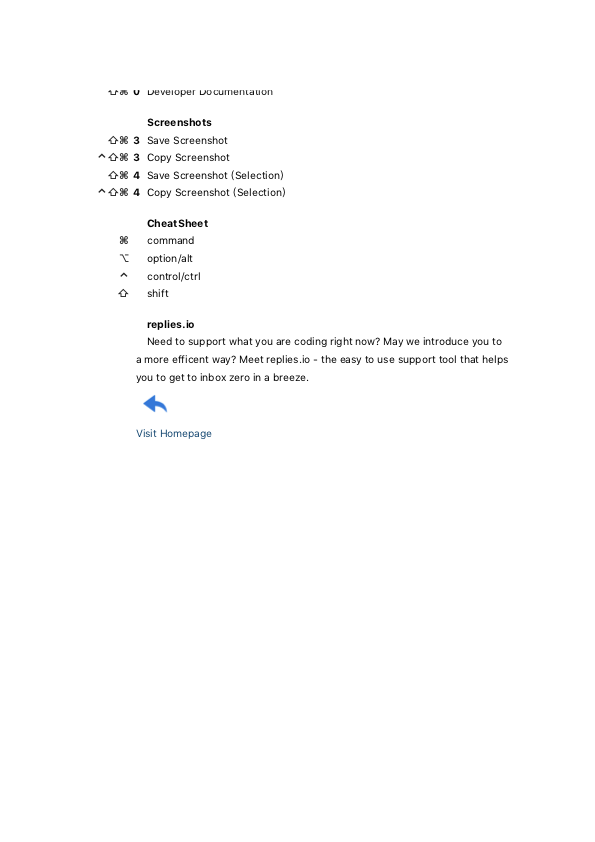 ⇧⌘ 0 Developer Documentation
Screenshots
⇧⌘ 3 Save Screenshot
^⇧⌘ 3 Copy Screenshot
⇧⌘ 4 Save Screenshot (Selection)
^⇧⌘ 4 Copy Screenshot (Selection)
CheatSheet
⌘ command
⌥ option/alt
^ control/ctrl
⇧ shift
replies.io
Need to support what you are coding right now? May we introduce you to
a more efficent way? Meet replies.io - the easy to use support tool that helps
you to get to inbox zero in a breeze.
Visit Homepage